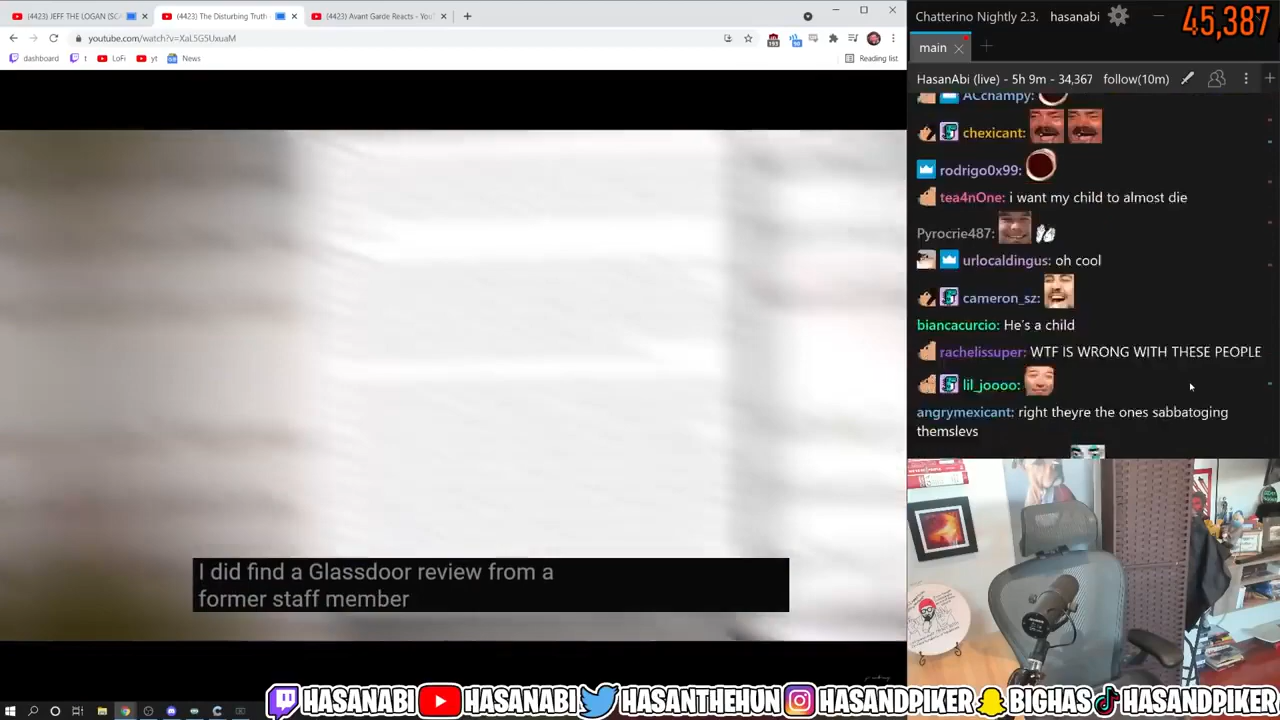 (4423) JEFF THE LOGAN (SC
(4423) The Disturbing Truth
(4423) Avant Garde Reacts - You
youtube.com/watch?v=XaL5G5UxuaM
dashboard
t
LoFi
yt
News
Reading list
I did find a Glassdoor review from a
former staff member
Chatterino Nightly 2.3.
hasanabi
45,387
main
HasanAbi (live) - 5h 9m - 34,367
follow(10m)
ACchampy:
chexicant:
rodrigo0x99:
tea4nOne: i want my child to almost die
Pyrocrie487:
urlocaldingus: oh cool
cameron_sz:
biancacurcio: He's a child
rachelissuper: WTF IS WRONG WITH THESE PEOPLE
lil_joooo:
angrymexicant: right theyre the ones sabbatoging
themslevs
HASANABI
HASANABI
HASANTHEHUN
HASANDPIKER
BIGHAS
HASANDPIKER